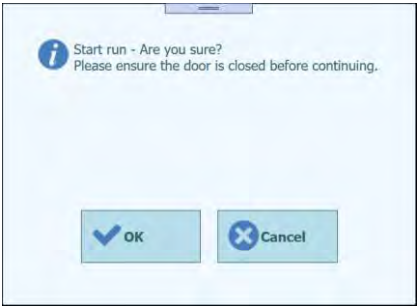 Start run - Are you sure?
Please ensure the door is closed before continuing.
OK
Cancel